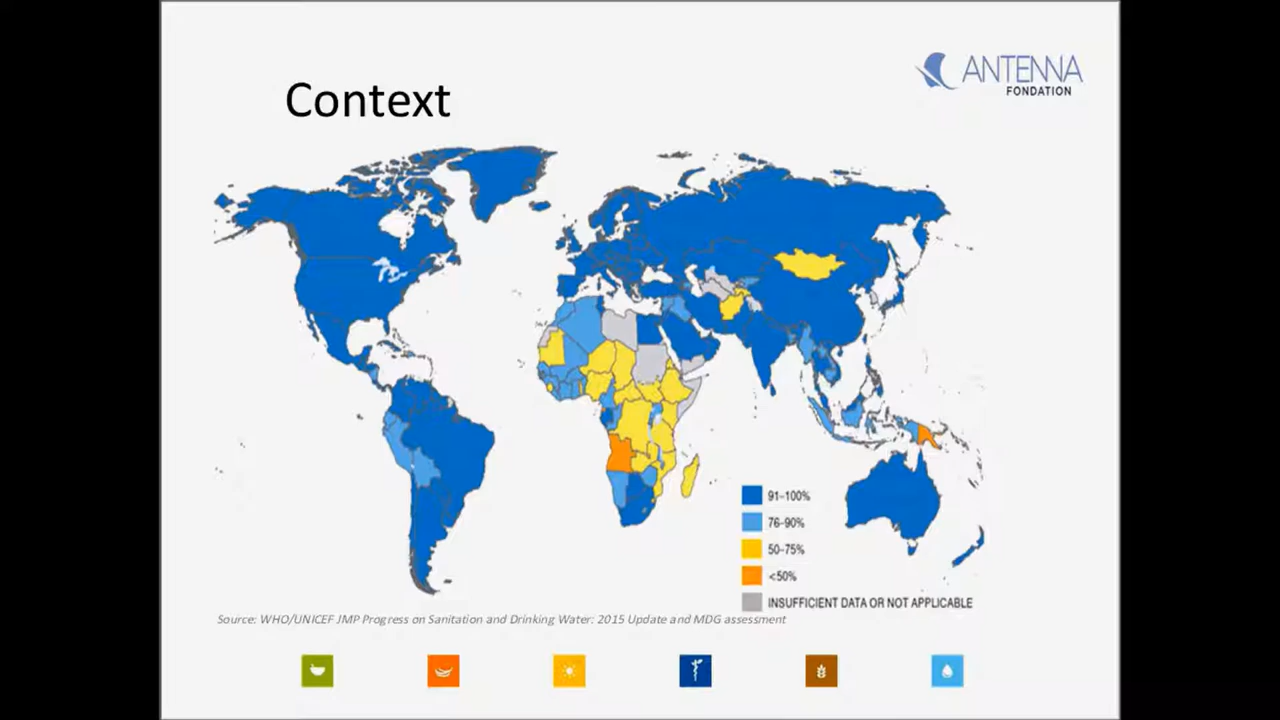 ANTENNA
FONDATION
Context
91–100%
76–90%
50–75%
<50%
INSUFFICIENT DATA OR NOT APPLICABLE
Source: WHO/UNICEF JMP Progress on Sanitation and Drinking Water: 2015 Update and MDG assessment